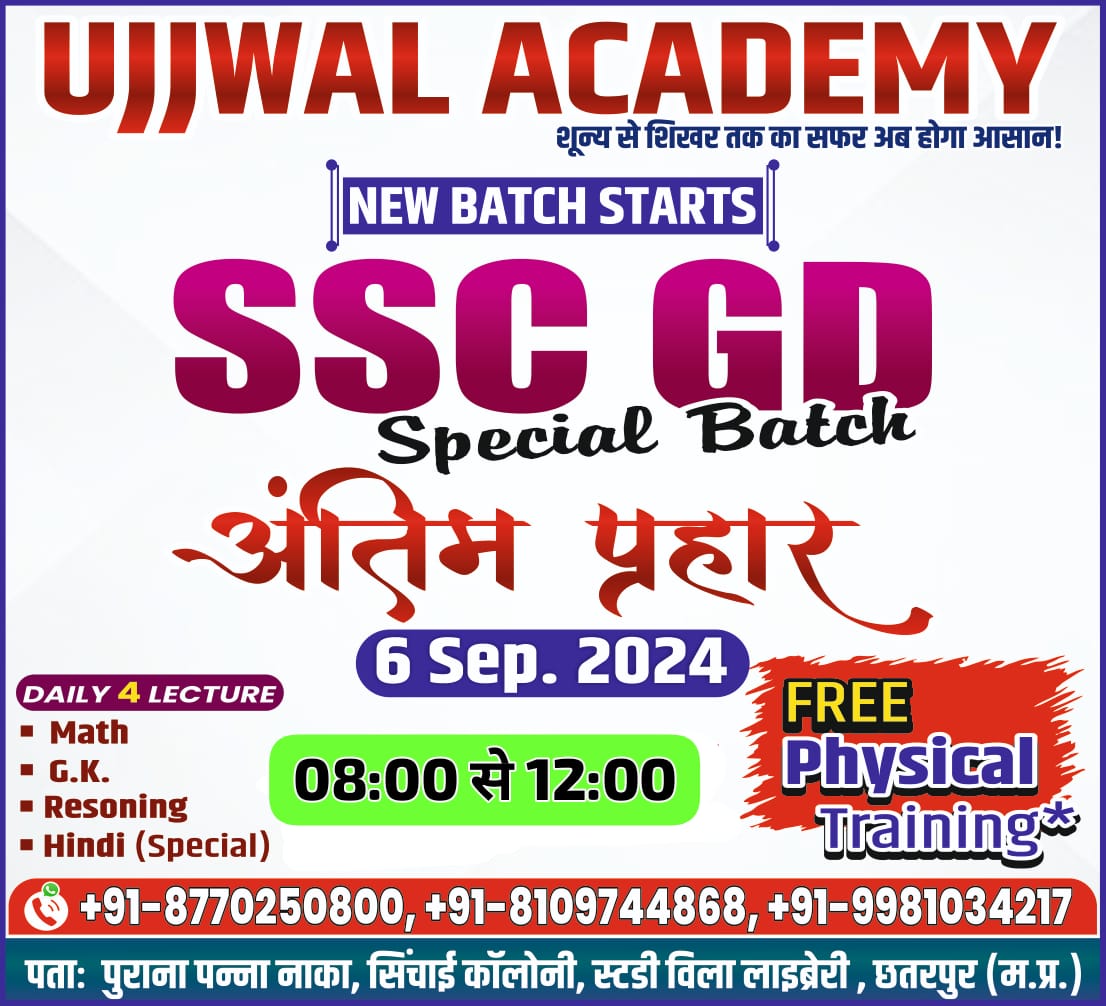 UJJWAL ACADEMY
शून्य से शिखर तक का सफर अब होगा आसान!
NEW BATCH STARTS
SSC GD
Special Batch
अंतिम प्रहार
6 Sep. 2024
DAILY 4 LECTURE
▪ Math
▪ G.K.
▪ Resoning
▪ Hindi (Special)
08:00 से 12:00
FREE
Physical
Training*
+91-8770250800, +91-8109744868, +91-9981034217
पता: पुराना पन्ना नाका, सिंचाई कॉलोनी, स्टडी विला लाइब्रेरी , छतरपुर (म.प्र.)